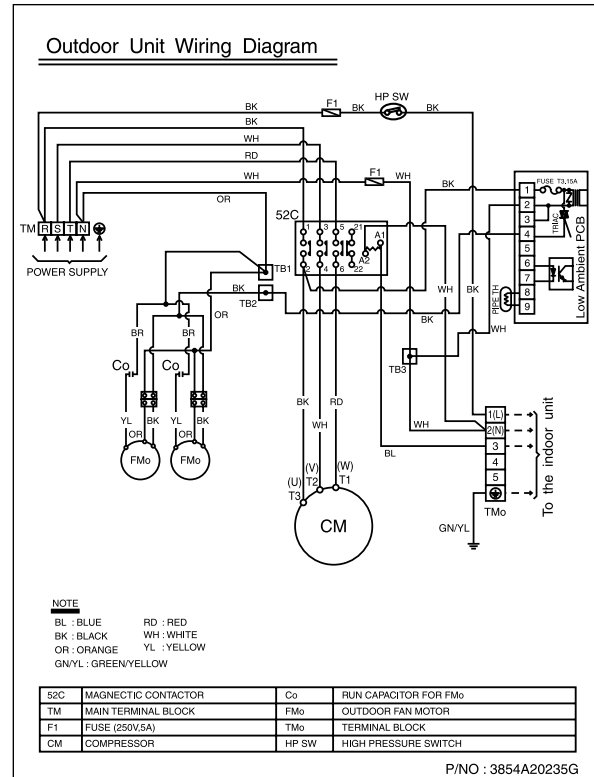 Outdoor Unit Wiring Diagram
BK F1 BK HP SW BK
BK
WH
RD
WH F1 WH
OR
BK
TM R S T N
POWER SUPPLY
52C
1 3 5 21
A1
A2
2 4 6 22
FUSE T3,15A
TRIAC
1
2
3
4
5
6
7
8
9
PIPE TH
Low Ambient PCB
TB1
BK TB2
OR
BR BR
Co Co
WH BK
BK
WH
TB3
YL BK YL BK
OR OR
FMo FMo
BK RD
WH
WH
BL
(U) (V) (W)
T3 T2 T1
CM
1(L)
2(N)
3
4
5
TMo
GN/YL
To the indoor unit
NOTE
BL : BLUE RD : RED
BK : BLACK WH : WHITE
OR : ORANGE YL : YELLOW
GN/YL : GREEN/YELLOW
52C MAGNECTIC CONTACTOR Co RUN CAPACITOR FOR FMo
TM MAIN TERMINAL BLOCK FMo OUTDOOR FAN MOTOR
F1 FUSE (250V,5A) TMo TERMINAL BLOCK
CM COMPRESSOR HP SW HIGH PRESSURE SWITCH
P/NO : 3854A20235G